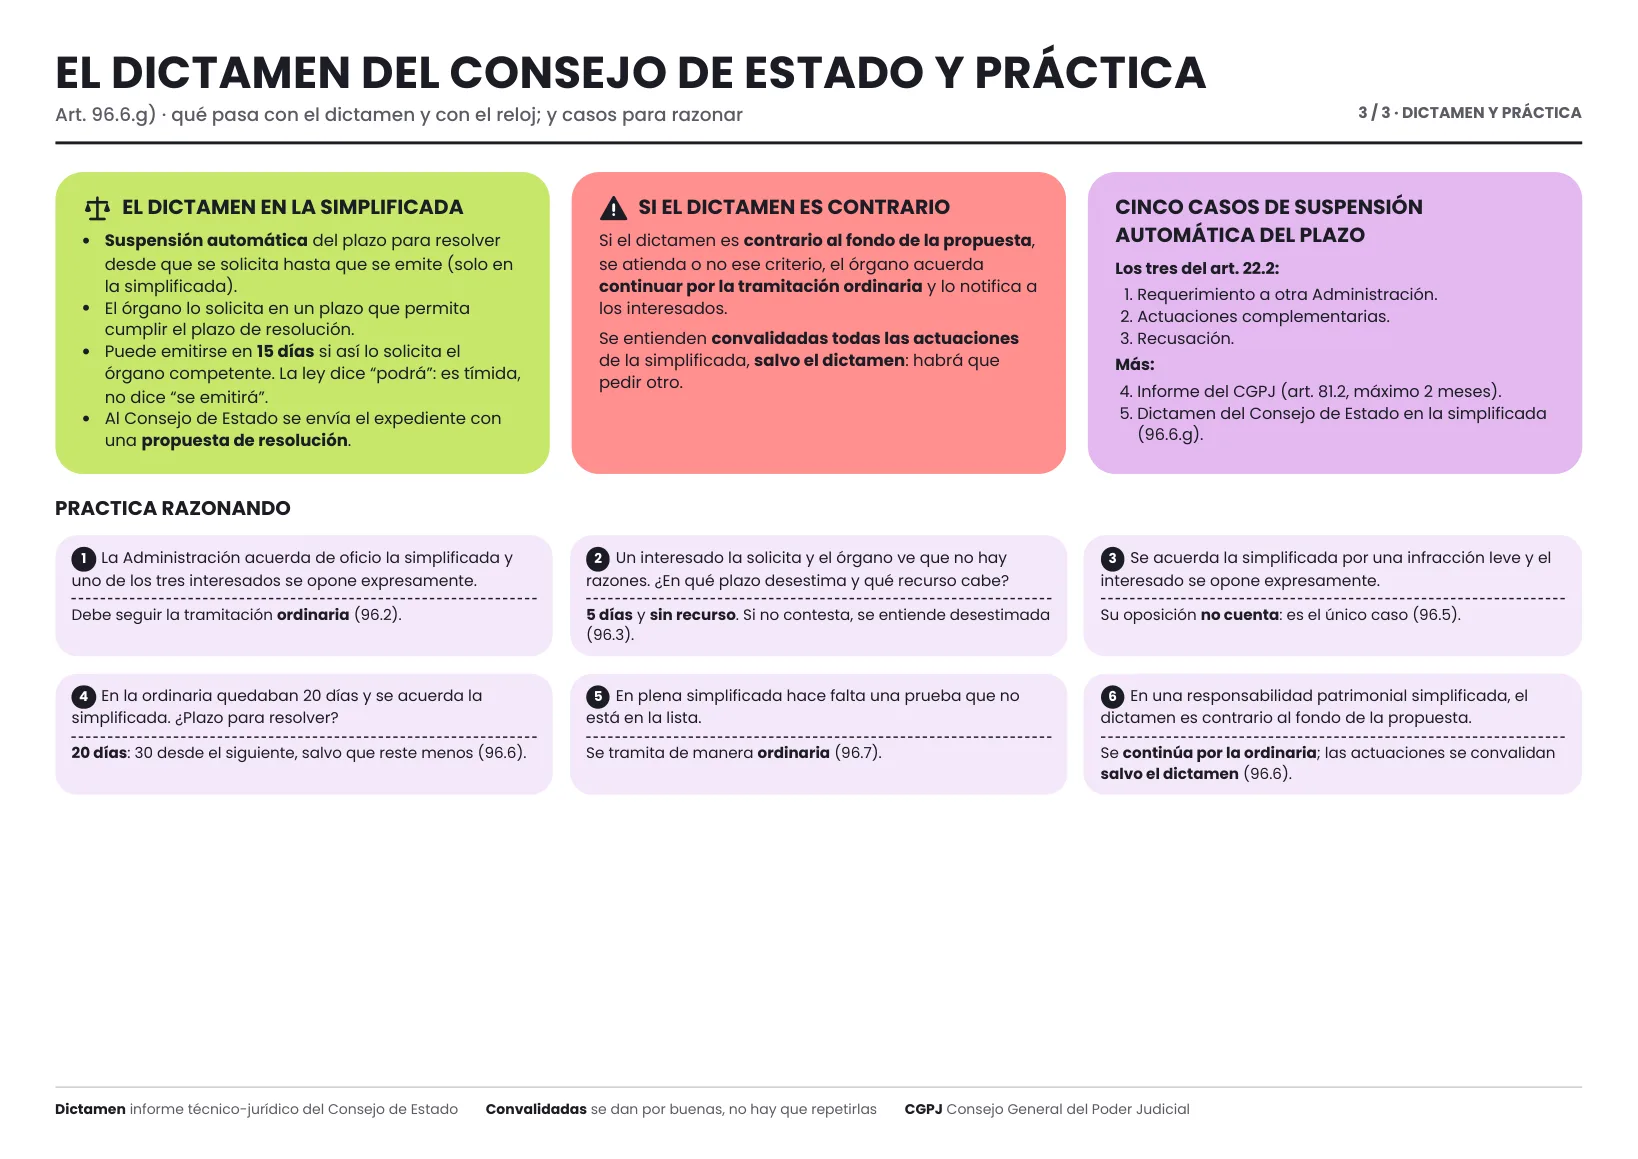 EL DICTAMEN DEL CONSEJO DE ESTADO Y PRÁCTICA
Art. 96.6.g) · qué pasa con el dictamen y con el reloj; y casos para razonar
3 / 3 · DICTAMEN Y PRÁCTICA
EL DICTAMEN EN LA SIMPLIFICADA
• Suspensión automática del plazo para resolver
desde que se solicita hasta que se emite (solo en
la simplificada).
• El órgano lo solicita en un plazo que permita
cumplir el plazo de resolución.
• Puede emitirse en 15 días si así lo solicita el
órgano competente. La ley dice “podrá”: es tímida,
no dice “se emitirá”.
• Al Consejo de Estado se envía el expediente con
una propuesta de resolución.
SI EL DICTAMEN ES CONTRARIO
Si el dictamen es contrario al fondo de la propuesta,
se atienda o no ese criterio, el órgano acuerda
continuar por la tramitación ordinaria y lo notifica a
los interesados.
Se entienden convalidadas todas las actuaciones
de la simplificada, salvo el dictamen: habrá que
pedir otro.
CINCO CASOS DE SUSPENSIÓN
AUTOMÁTICA DEL PLAZO
Los tres del art. 22.2:
1. Requerimiento a otra Administración.
2. Actuaciones complementarias.
3. Recusación.
Más:
4. Informe del CGPJ (art. 81.2, máximo 2 meses).
5. Dictamen del Consejo de Estado en la simplificada
(96.6.g).
PRACTICA RAZONANDO
1 La Administración acuerda de oficio la simplificada y
uno de los tres interesados se opone expresamente.
Debe seguir la tramitación ordinaria (96.2).
2 Un interesado la solicita y el órgano ve que no hay
razones. ¿En qué plazo desestima y qué recurso cabe?
5 días y sin recurso. Si no contesta, se entiende desestimada
(96.3).
3 Se acuerda la simplificada por una infracción leve y el
interesado se opone expresamente.
Su oposición no cuenta: es el único caso (96.5).
4 En la ordinaria quedaban 20 días y se acuerda la
simplificada. ¿Plazo para resolver?
20 días: 30 desde el siguiente, salvo que reste menos (96.6).
5 En plena simplificada hace falta una prueba que no
está en la lista.
Se tramita de manera ordinaria (96.7).
6 En una responsabilidad patrimonial simplificada, el
dictamen es contrario al fondo de la propuesta.
Se continúa por la ordinaria; las actuaciones se convalidan
salvo el dictamen (96.6).
Dictamen informe técnico-jurídico del Consejo de Estado Convalidadas se dan por buenas, no hay que repetirlas CGPJ Consejo General del Poder Judicial